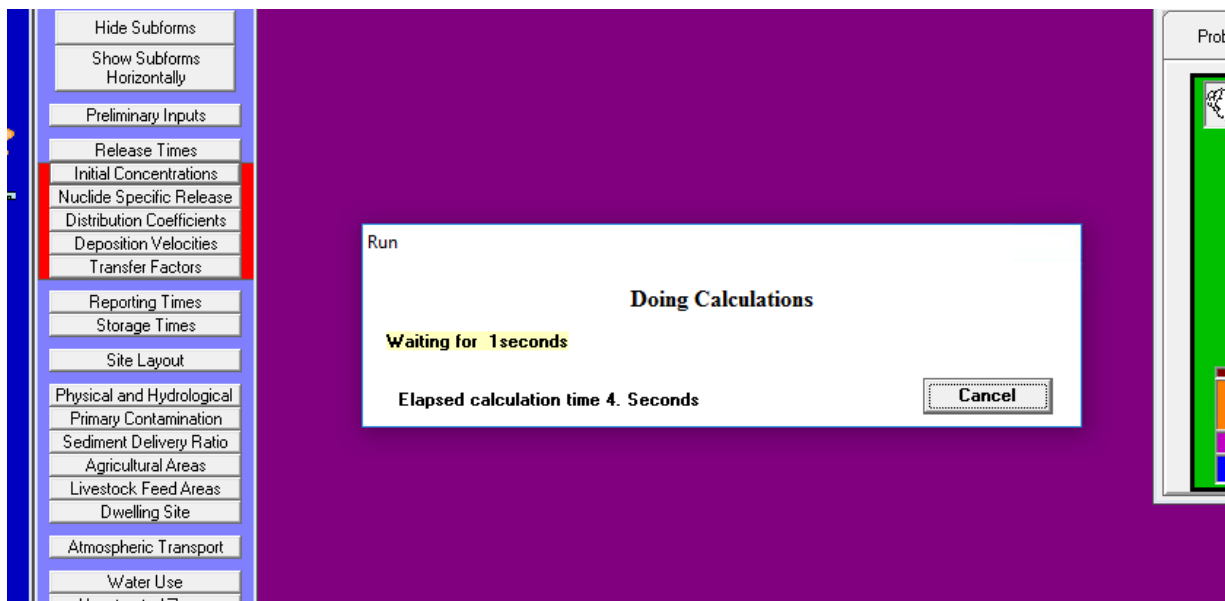 Hide Subforms
Show Subforms
Horizontally
Preliminary Inputs
Release Times
Initial Concentrations
Nuclide Specific Release
Distribution Coefficients
Deposition Velocities
Transfer Factors
Reporting Times
Storage Times
Site Layout
Physical and Hydrological
Primary Contamination
Sediment Delivery Ratio
Agricultural Areas
Livestock Feed Areas
Dwelling Site
Atmospheric Transport
Water Use
Run
Doing Calculations
Waiting for 1seconds
Elapsed calculation time 4. Seconds
Cancel